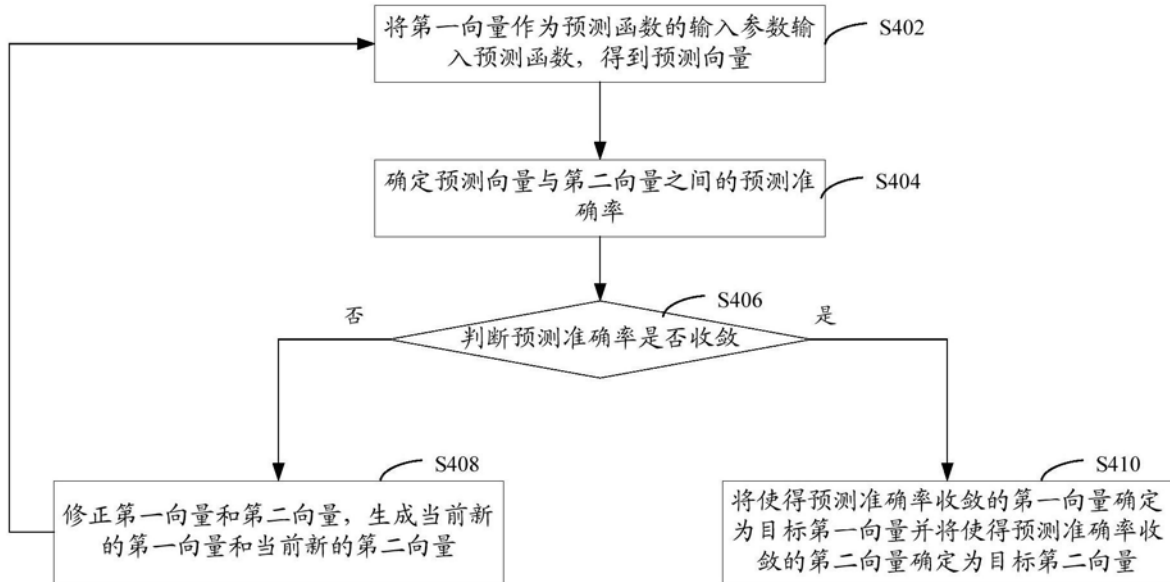 将第一向量作为预测函数的输入参数输
入预测函数，得到预测向量
S402
确定预测向量与第二向量之间的预测准
确率
S404
S406
判断预测准确率是否收敛
否
是
S408
修正第一向量和第二向量，生成当前新
的第一向量和当前新的第二向量
S410
将使得预测准确率收敛的第一向量确定
为目标第一向量并将使得预测准确率收
敛的第二向量确定为目标第二向量